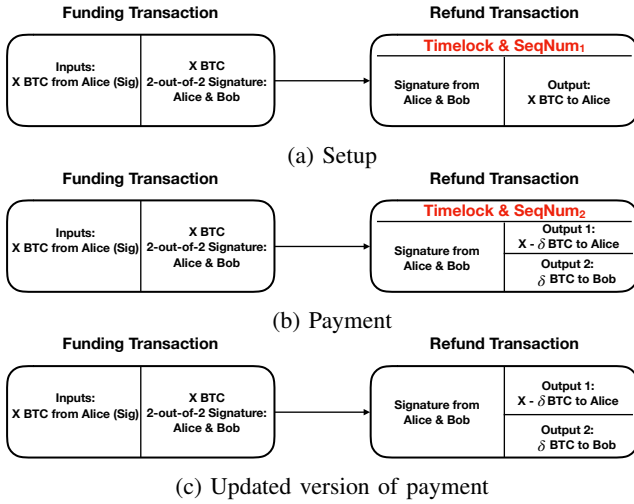 Funding Transaction
Refund Transaction
Inputs:
X BTC from Alice (Sig)
X BTC
2-out-of-2 Signature:
Alice & Bob
Timelock & SeqNum₁
Signature from
Alice & Bob
Output:
X BTC to Alice
(a) Setup
Funding Transaction
Refund Transaction
Inputs:
X BTC from Alice (Sig)
X BTC
2-out-of-2 Signature:
Alice & Bob
Timelock & SeqNum₂
Signature from
Alice & Bob
Output 1:
X - δ BTC to Alice
Output 2:
δ BTC to Bob
(b) Payment
Funding Transaction
Refund Transaction
Inputs:
X BTC from Alice (Sig)
X BTC
2-out-of-2 Signature:
Alice & Bob
Signature from
Alice & Bob
Output 1:
X - δ BTC to Alice
Output 2:
δ BTC to Bob
(c) Updated version of payment